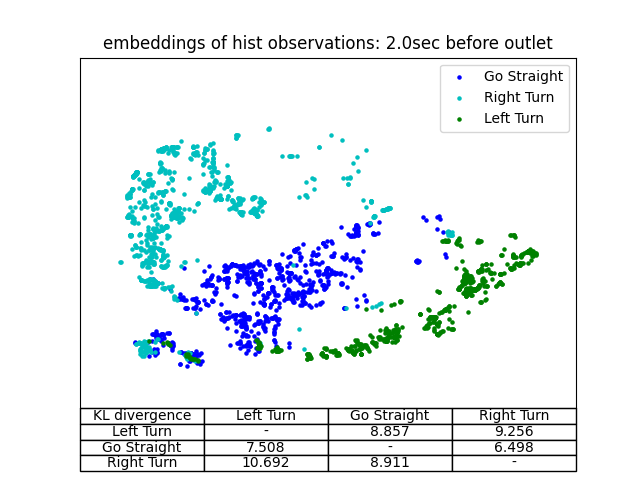 embeddings of hist observations: 2.0sec before outlet
Go Straight
Right Turn
Left Turn
KL divergence Left Turn Go Straight Right Turn
Left Turn - 8.857 9.256
Go Straight 7.508 - 6.498
Right Turn 10.692 8.911 -